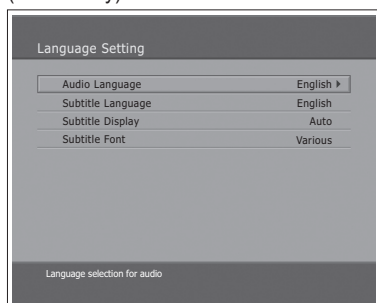 Language Setting
Audio Language English
Subtitle Language English
Subtitle Display Auto
Subtitle Font Various
Language selection for audio